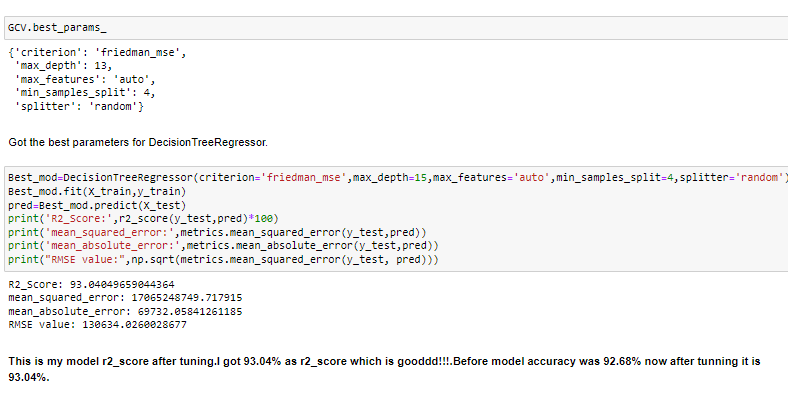 GCV.best_params_
{'criterion': 'friedman_mse',
'max_depth': 13,
'max_features': 'auto',
'min_samples_split': 4,
'splitter': 'random'}
Got the best parameters for DecisionTreeRegressor.
Best_mod=DecisionTreeRegressor(criterion='friedman_mse',max_depth=15,max_features='auto',min_samples_split=4,splitter='random')
Best_mod.fit(X_train,y_train)
pred=Best_mod.predict(X_test)
print('R2_Score:',r2_score(y_test,pred)*100)
print('mean_squared_error:',metrics.mean_squared_error(y_test,pred))
print('mean_absolute_error:',metrics.mean_absolute_error(y_test,pred))
print("RMSE value:",np.sqrt(metrics.mean_squared_error(y_test, pred)))
R2_Score: 93.04049659044364
mean_squared_error: 17065248749.717915
mean_absolute_error: 69732.05841261185
RMSE value: 130634.0260028677
This is my model r2_score after tuning.I got 93.04% as r2_score which is gooddd!!!.Before model accuracy was 92.68% now after tunning it is
93.04%.